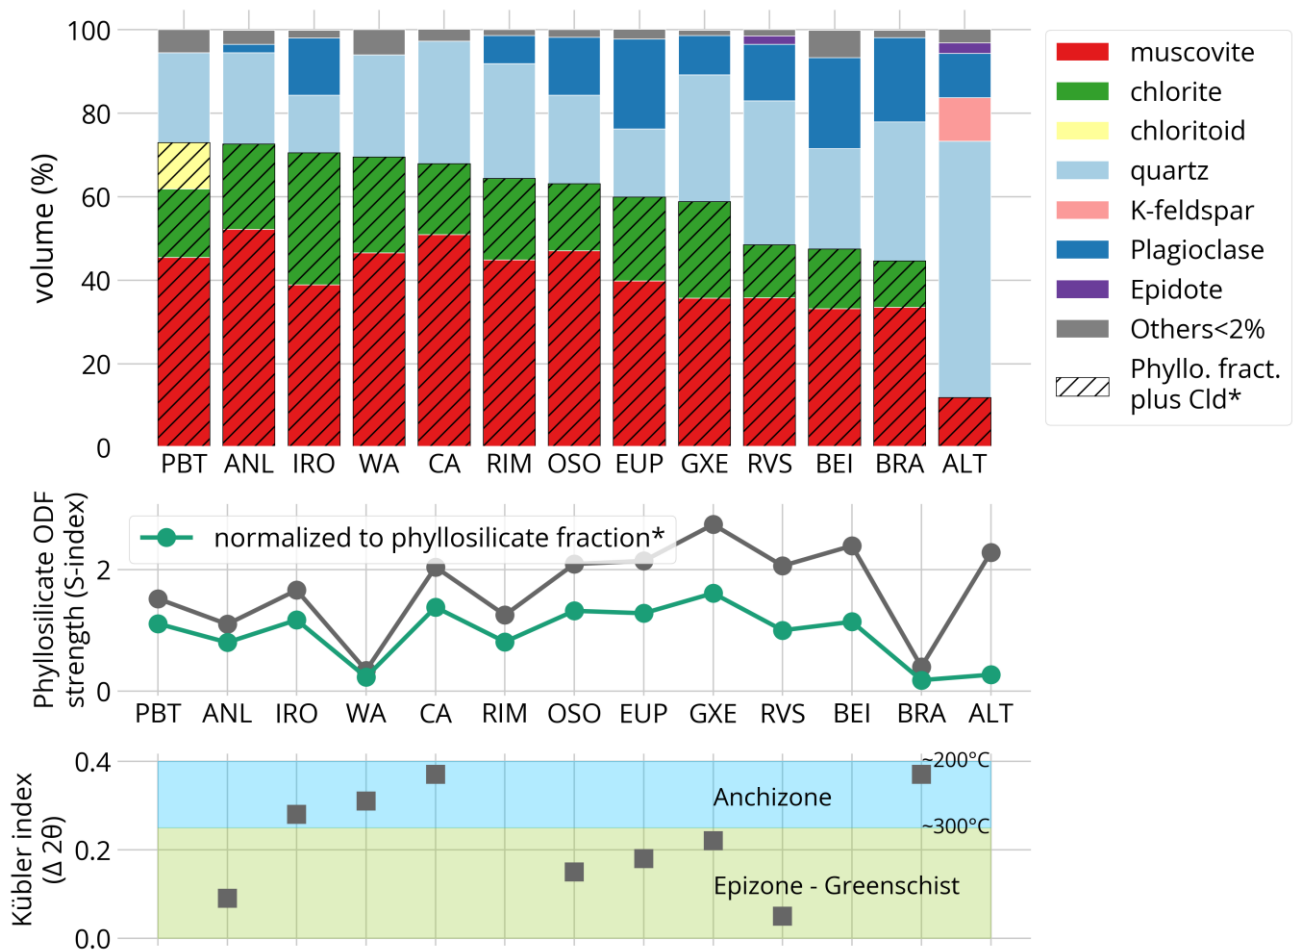 100
80
60
40
20
0
volume (%)
PBT ANL IRO WA CA RIM OSO EUP GXE RVS BEI BRA ALT
muscovite
chlorite
chloritoid
quartz
K-feldspar
Plagioclase
Epidote
Others<2%
Phyllo. fract.
plus Cld*
Phyllosilicate ODF
strength (S-index)
normalized to phyllosilicate fraction*
2
0
PBT ANL IRO WA CA RIM OSO EUP GXE RVS BEI BRA ALT
Kübler index
(Δ 2θ)
0.4
0.2
0.0
~200°C
Anchizone
~300°C
Epizone - Greenschist